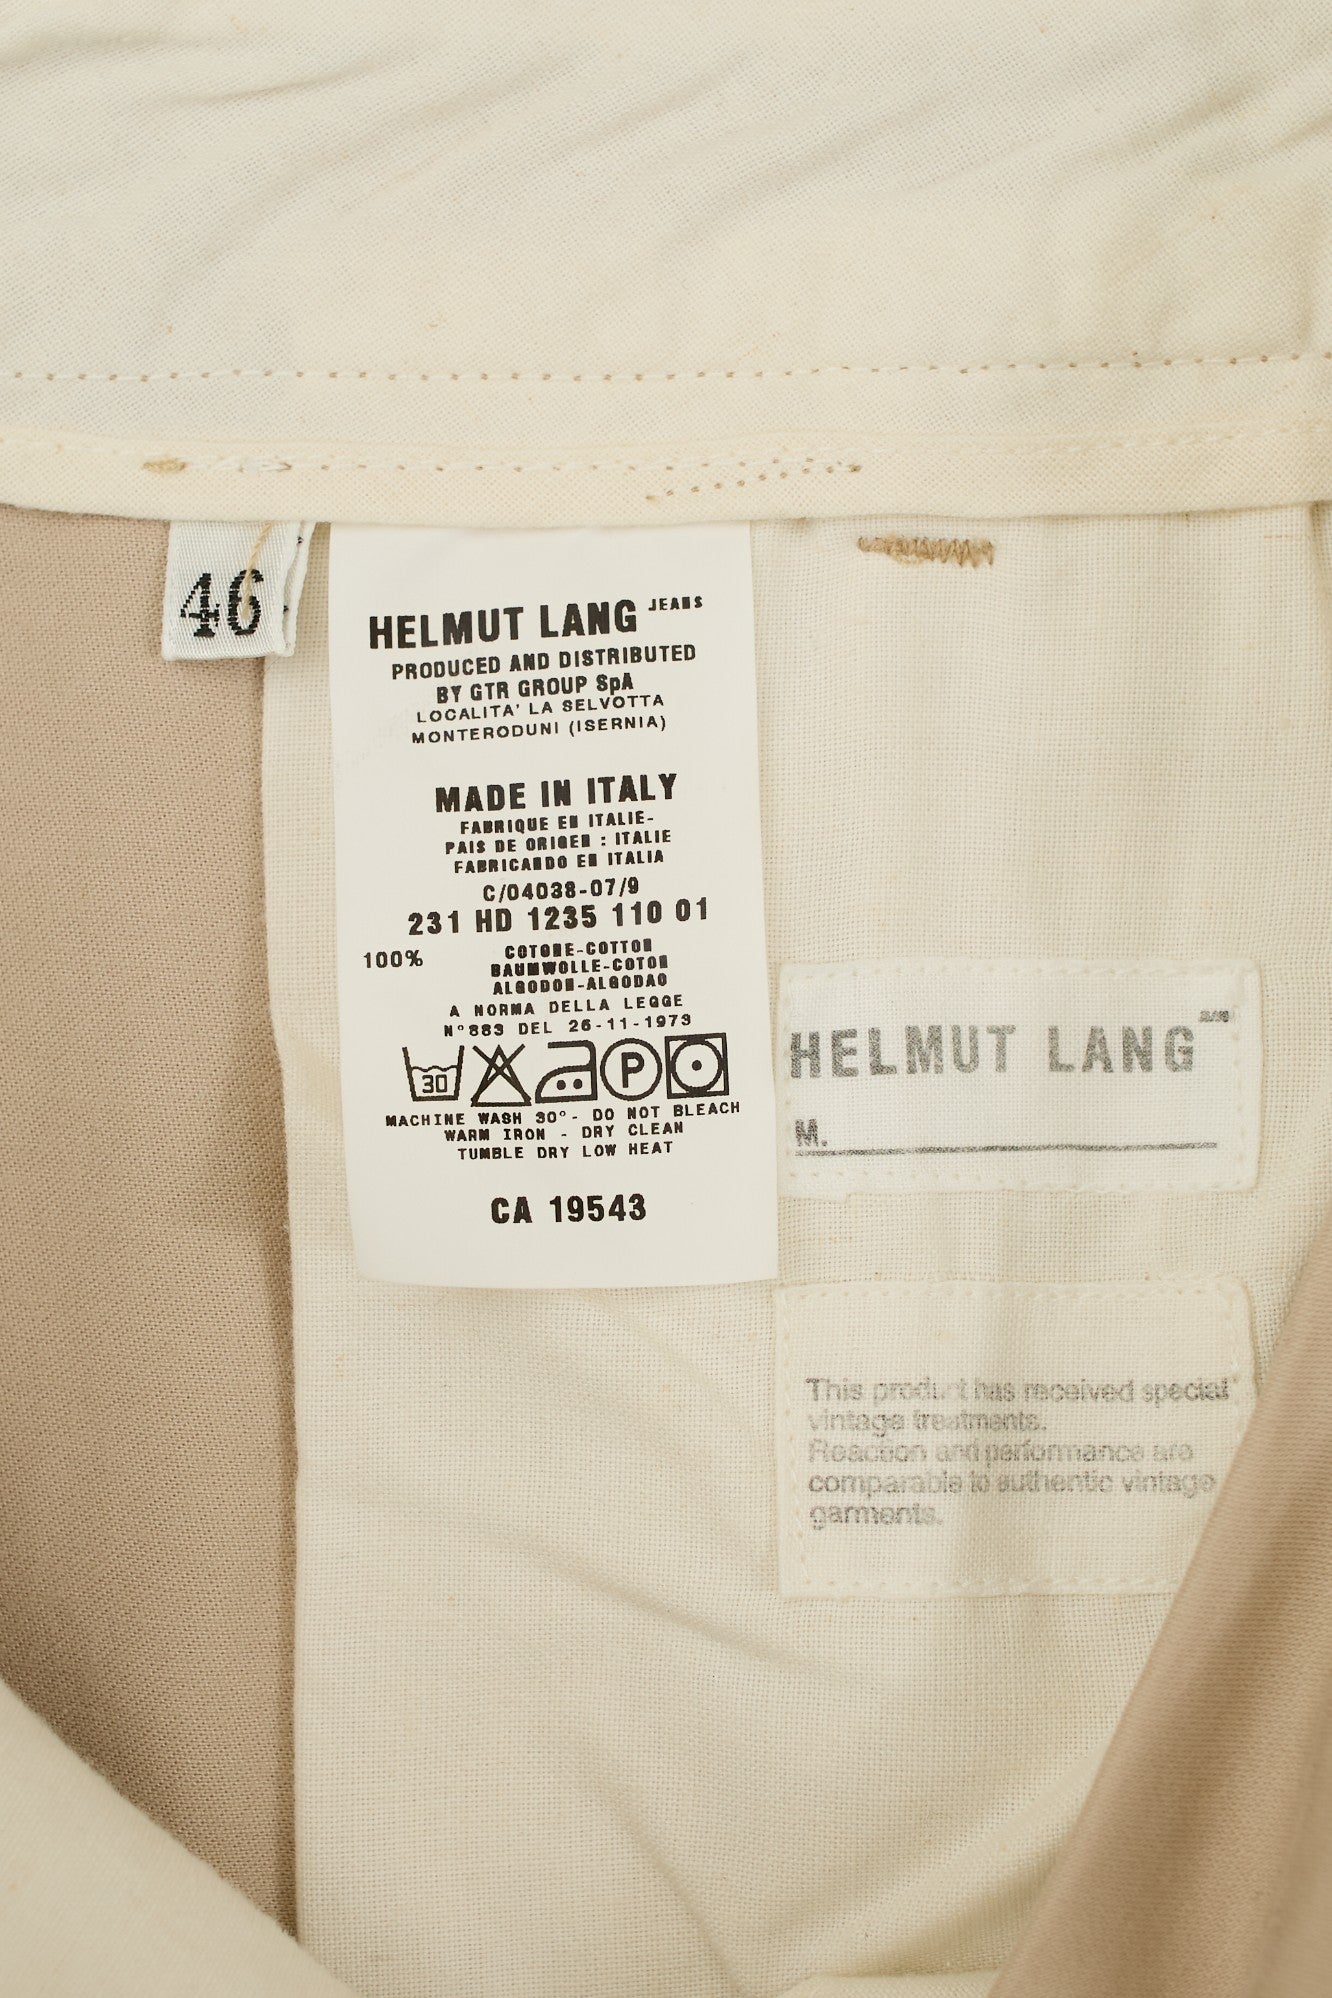 46
HELMUT LANG JEANS
PRODUCED AND DISTRIBUTED
BY GTR GROUP SpA
LOCALITA' LA SELVOTTA
MONTERODUNI (ISERNIA)
MADE IN ITALY
FABRIQUE EN ITALIE-
PAIS DE ORIGEN : ITALIE
FABRICANDO EN ITALIA
C/04038-07/9
231 HD 1235 110 01
100% COTONE-COTTON
BAUMWOLLE-COTON
ALGODON-ALGODAO
A NORMA DELLA LEGGE
N°883 DEL 26-11-1973
30 P
MACHINE WASH 30°- DO NOT BLEACH
WARM IRON - DRY CLEAN
TUMBLE DRY LOW HEAT
CA 19543
HELMUT LANG
M.
This product has received special
vintage treatments.
Reaction and performance are
comparable to authentic vintage
garments.